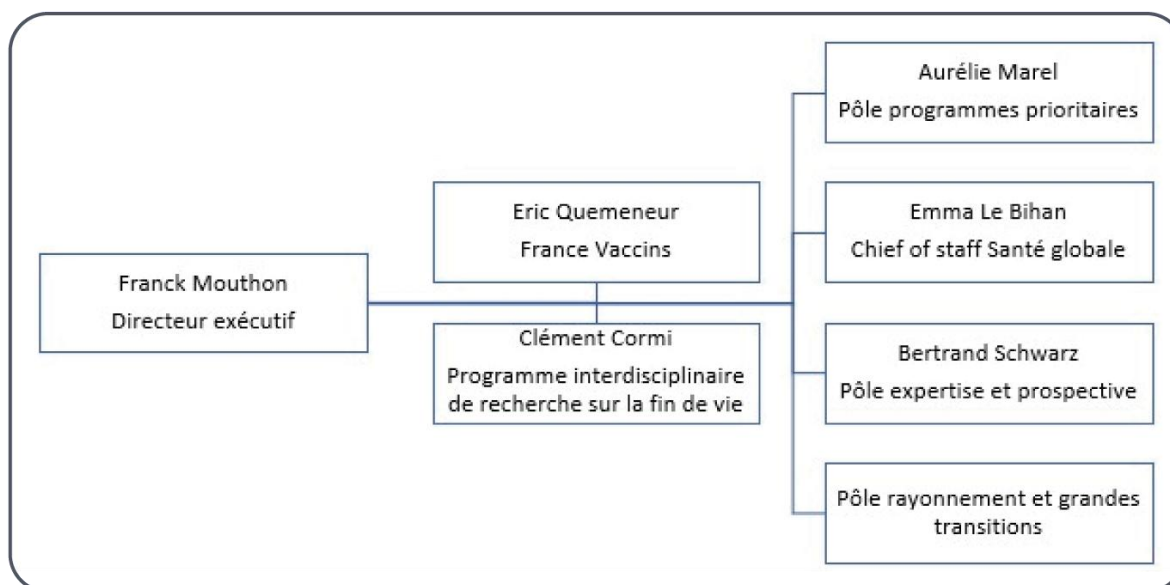 Franck Mouthon
Directeur exécutif
Eric Quemeneur
France Vaccins
Clément Cormi
Programme interdisciplinaire
de recherche sur la fin de vie
Aurélie Marel
Pôle programmes prioritaires
Emma Le Bihan
Chief of staff Santé globale
Bertrand Schwarz
Pôle expertise et prospective
Pôle rayonnement et grandes
transitions